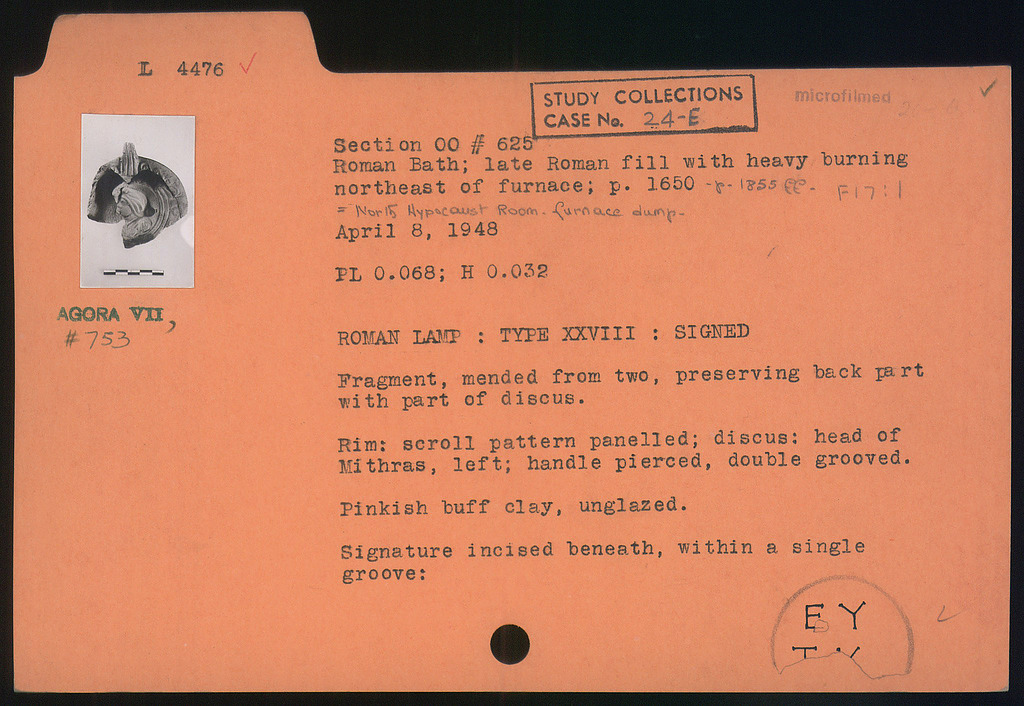 L 4476 ✓
STUDY COLLECTIONS
CASE No. 24-E
microfilmed
Section OO # 625
Roman Bath; late Roman fill with heavy burning
northeast of furnace; p. 1650 -p. 1855 ff. F17:1
= North Hypocaust Room - furnace dump.
April 8, 1948
PL 0.068; H 0.032
AGORA VII,
# 753
ROMAN LAMP : TYPE XXVIII : SIGNED
Fragment, mended from two, preserving back part
with part of discus.
Rim: scroll pattern panelled; discus: head of
Mithras, left; handle pierced, double grooved.
Pinkish buff clay, unglazed.
Signature incised beneath, within a single
groove:
ΕΥ